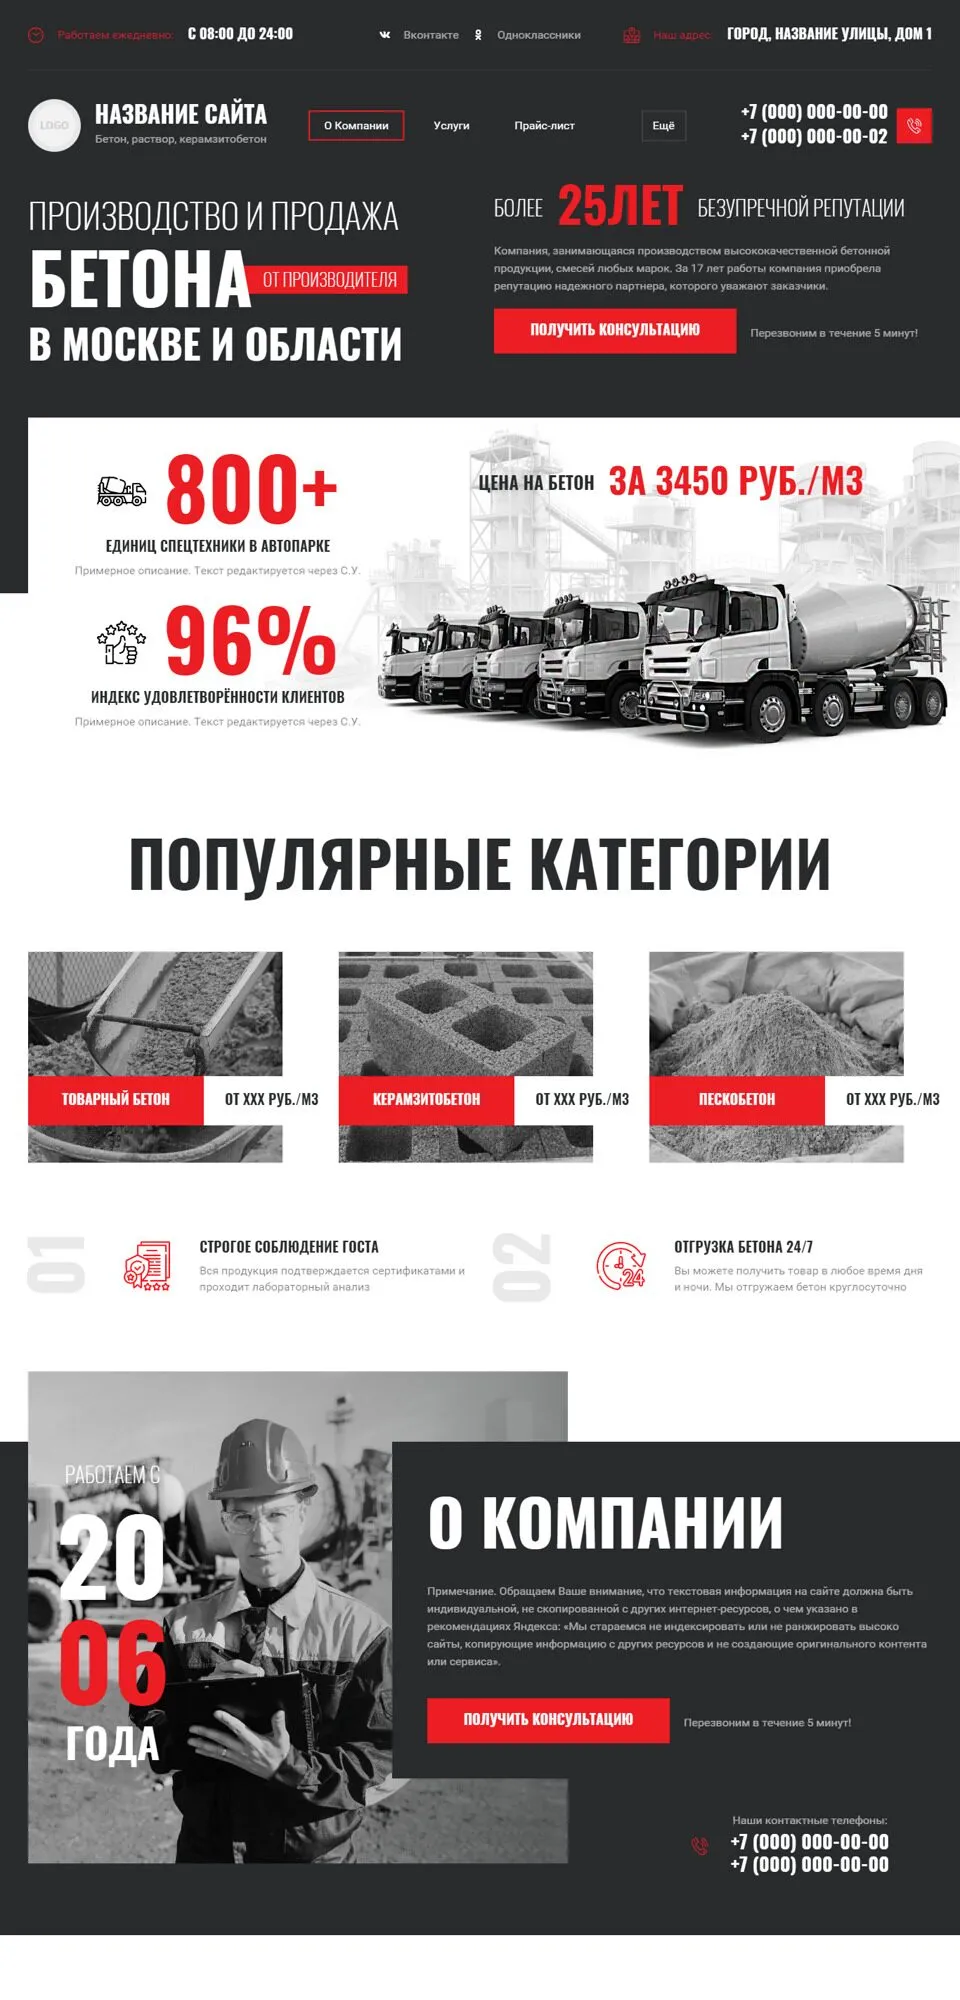 Работаем ежедневно: С 08:00 ДО 24:00
Вконтакте
Одноклассники
Наш адрес: ГОРОД, НАЗВАНИЕ УЛИЦЫ, ДОМ 1
LOGO
НАЗВАНИЕ САЙТА
Бетон, раствор, керамзитобетон
О Компании
Услуги
Прайс-лист
Ещё
+7 (000) 000-00-00
+7 (000) 000-00-02
ПРОИЗВОДСТВО И ПРОДАЖА
БЕТОНА ОТ ПРОИЗВОДИТЕЛЯ
В МОСКВЕ И ОБЛАСТИ
БОЛЕЕ 25ЛЕТ БЕЗУПРЕЧНОЙ РЕПУТАЦИИ
Компания, занимающаяся производством высококачественной бетонной
продукции, смесей любых марок. За 17 лет работы компания приобрела
репутацию надежного партнера, которого уважают заказчики.
ПОЛУЧИТЬ КОНСУЛЬТАЦИЮ
Перезвоним в течение 5 минут!
800+
ЕДИНИЦ СПЕЦТЕХНИКИ В АВТОПАРКЕ
Примерное описание. Текст редактируется через С.У.
96%
ИНДЕКС УДОВЛЕТВОРЁННОСТИ КЛИЕНТОВ
Примерное описание. Текст редактируется через С.У.
ЦЕНА НА БЕТОН ЗА 3450 РУБ./М3
ПОПУЛЯРНЫЕ КАТЕГОРИИ
ТОВАРНЫЙ БЕТОН
ОТ XXX РУБ./М3
КЕРАМЗИТОБЕТОН
ОТ XXX РУБ./М3
ПЕСКОБЕТОН
ОТ XXX РУБ./М3
01
СТРОГОЕ СОБЛЮДЕНИЕ ГОСТА
Вся продукция подтверждается сертификатами и
проходит лабораторный анализ
02
24
ОТГРУЗКА БЕТОНА 24/7
Вы можете получить товар в любое время дня
и ночи. Мы отгружаем бетон круглосуточно
РАБОТАЕМ С
20
06
ГОДА
О КОМПАНИИ
Примечание. Обращаем Ваше внимание, что текстовая информация на сайте должна быть
индивидуальной, не скопированной с других интернет-ресурсов, о чем указано в
рекомендациях Яндекса: «Мы стараемся не индексировать или не ранжировать высоко
сайты, копирующие информацию с других ресурсов и не создающие оригинального контента
или сервиса».
ПОЛУЧИТЬ КОНСУЛЬТАЦИЮ
Перезвоним в течение 5 минут!
Наши контактные телефоны:
+7 (000) 000-00-00
+7 (000) 000-00-00